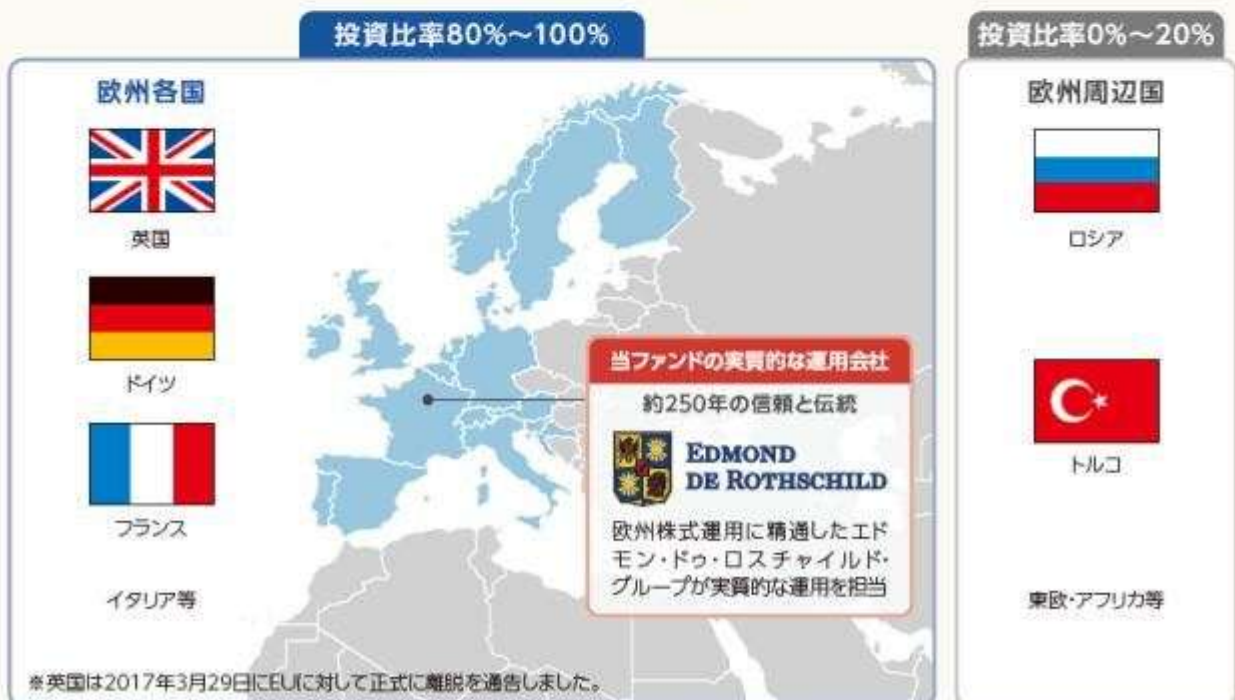 投資比率80%～100%
欧州各国
英国
ドイツ
フランス
イタリア等
当ファンドの実質的な運用会社
約250年の信頼と伝統
EDMOND
DE ROTHSCHILD
欧州株式運用に精通したエド
モン・ドゥ・ロスチャイルド・
グループが実質的な運用を担当
※英国は2017年3月29日にEUに対して正式に離脱を通告しました。
投資比率0%～20%
欧州周辺国
ロシア
トルコ
東欧・アフリカ等